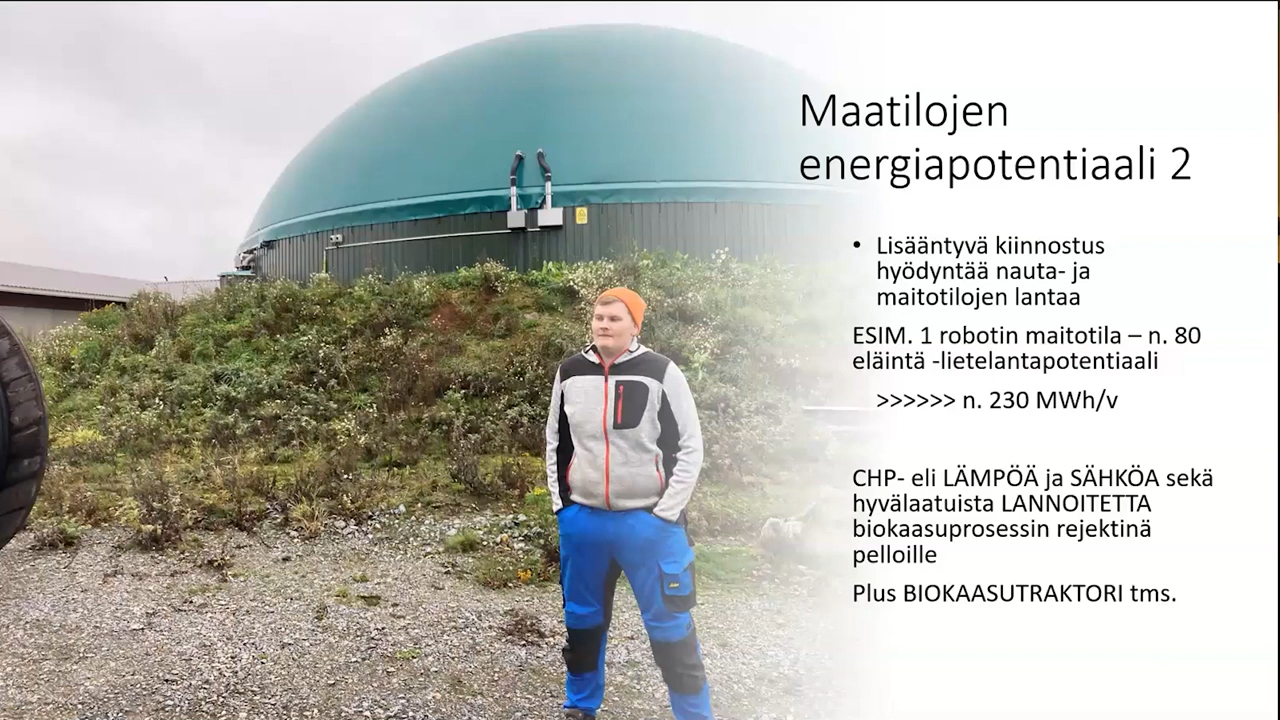 Maatilojen
energiapotentiaali 2
• Lisääntyvä kiinnostus
hyödyntää nauta- ja
maitotilojen lantaa
ESIM. 1 robotin maitotila – n. 80
eläintä -lietelantapotentiaali
>>>>>> n. 230 MWh/v
CHP- eli LÄMPÖÄ ja SÄHKÖA sekä
hyvälaatuista LANNOITETTA
biokaasuprosessin rejektinä
pelloille
Plus BIOKAASUTRAKTORI tms.